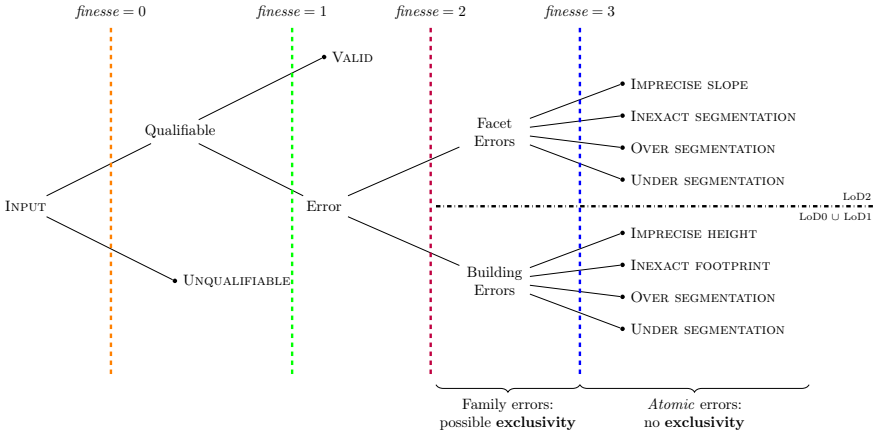 finesse = 0
finesse = 1
finesse = 2
finesse = 3
VALID
IMPRECISE SLOPE
INEXACT SEGMENTATION
Qualifiable
Facet
Errors
OVER SEGMENTATION
UNDER SEGMENTATION
LoD2
INPUT
Error
LoD0 ∪ LoD1
IMPRECISE HEIGHT
INEXACT FOOTPRINT
UNQUALIFIABLE
Building
Errors
OVER SEGMENTATION
UNDER SEGMENTATION
Family errors:
possible exclusivity
Atomic errors:
no exclusivity